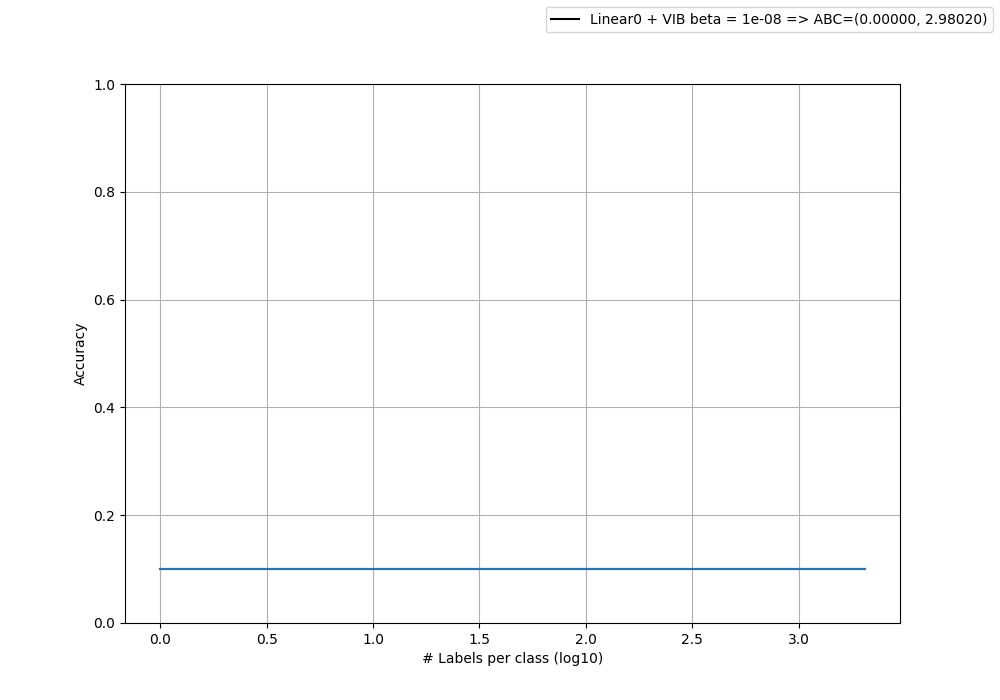 Linear0 + VIB beta = 1e-08 => ABC=(0.00000, 2.98020)
1.0
0.8
0.6
0.4
0.2
0.0
Accuracy
0.0 0.5 1.0 1.5 2.0 2.5 3.0
# Labels per class (log10)